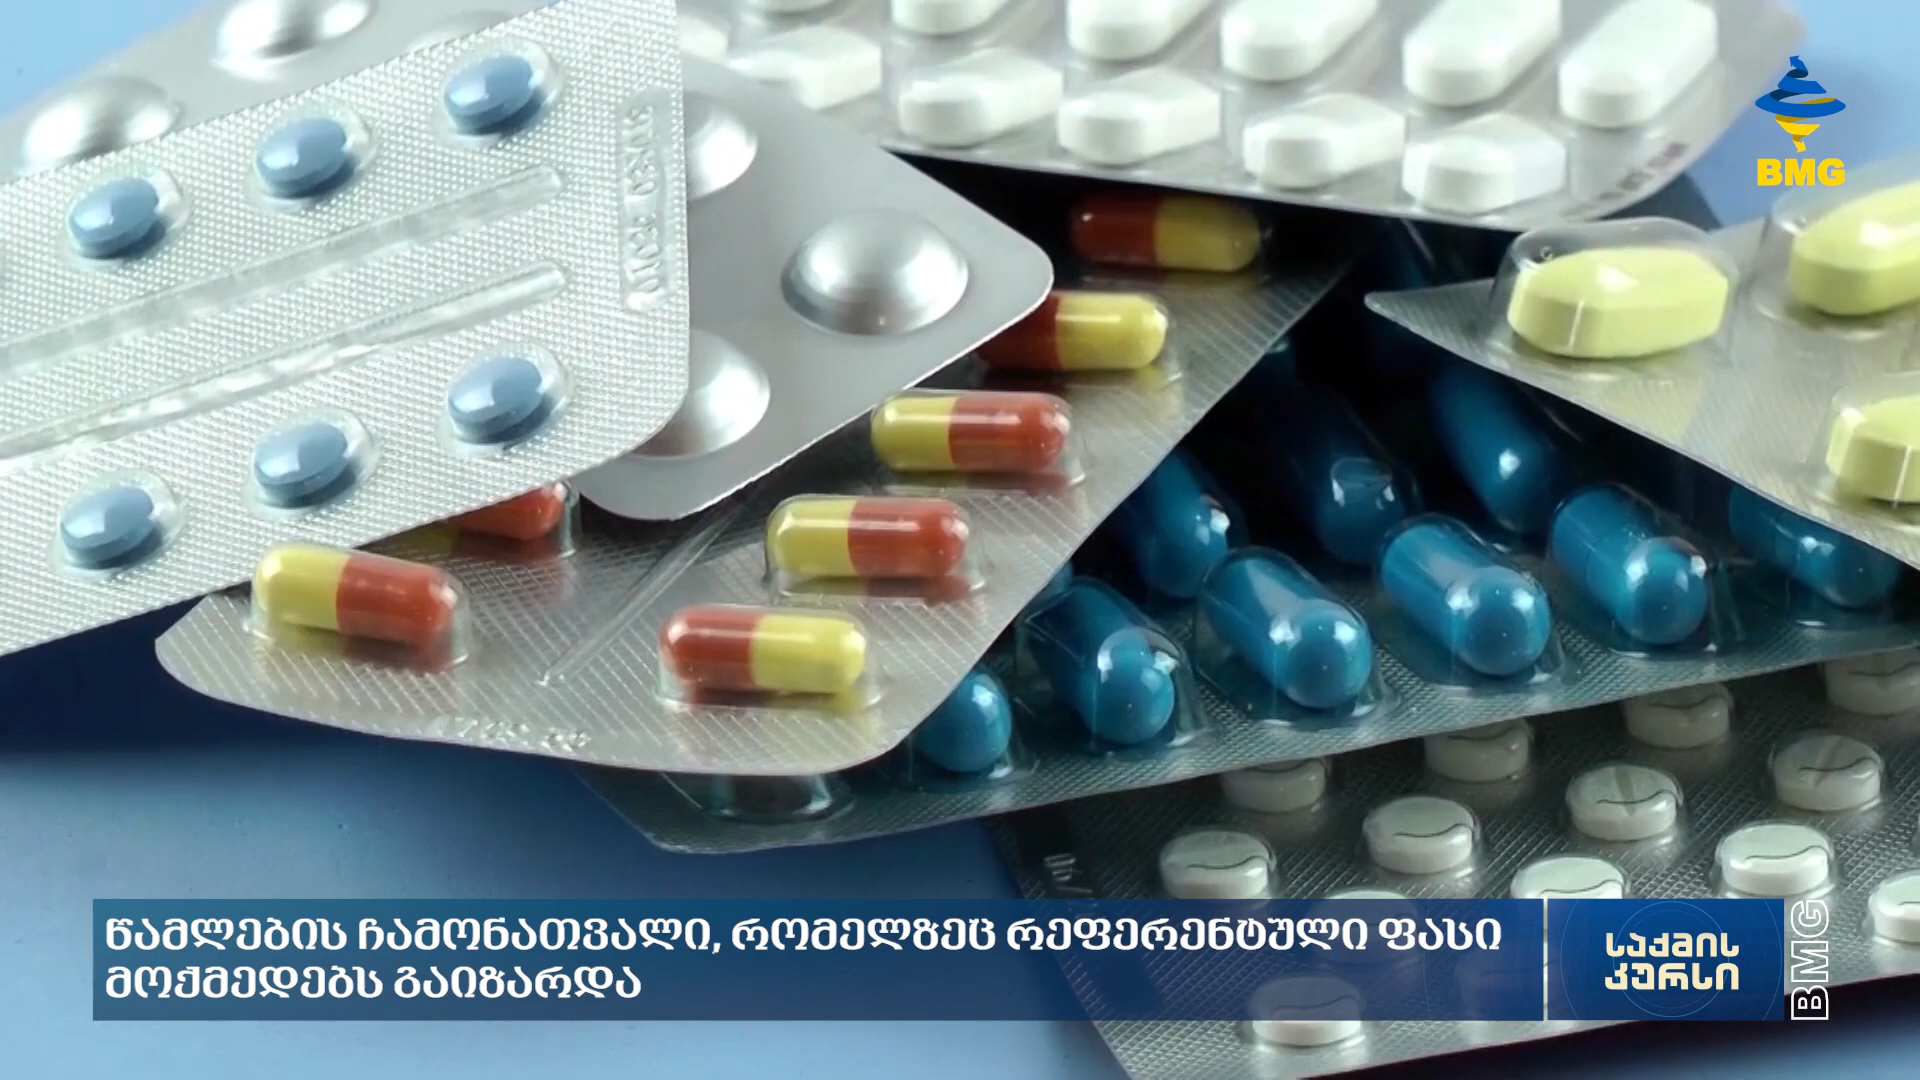 BMG
წამლების ჩამონათვალი, რომელზეც რეფერენტული ფასი
მოქმედებს გაიზარდა
საქმის
კურსი
BMG